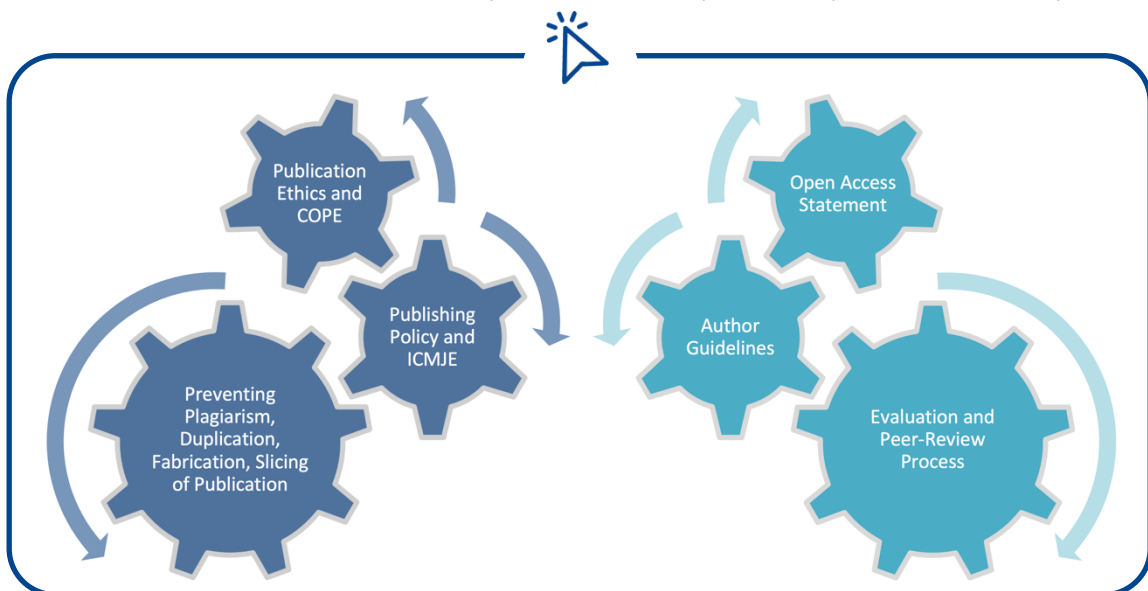 Publication
Ethics and
COPE
Publishing
Policy and
ICMJE
Preventing
Plagiarism,
Duplication,
Fabrication, Slicing
of Publication
Open Access
Statement
Author
Guidelines
Evaluation and
Peer-Review
Process